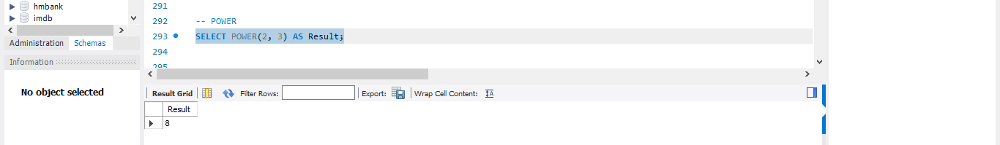 hmbank
imdb
Administration Schemas
Information
No object selected
291
292 -- POWER
293 SELECT POWER(2, 3) AS Result;
294
295
Result Grid Filter Rows: Export: Wrap Cell Content:
Result
8